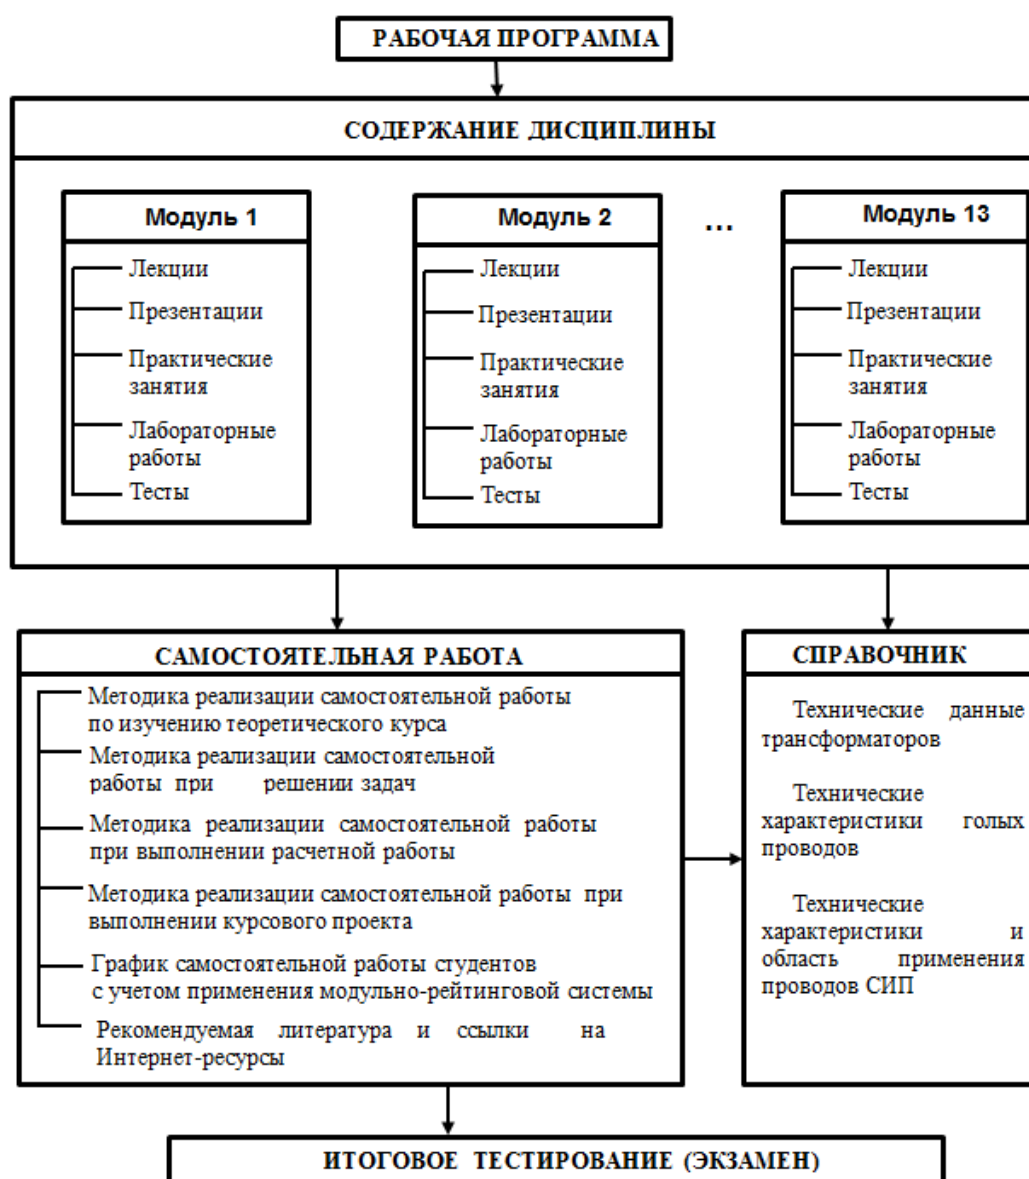 РАБОЧАЯ ПРОГРАММА
СОДЕРЖАНИЕ ДИСЦИПЛИНЫ
Модуль 1
Лекции
Презентации
Практические
занятия
Лабораторные
работы
Тесты
Модуль 2
Лекции
Презентации
Практические
занятия
Лабораторные
работы
Тесты
...
Модуль 13
Лекции
Презентации
Практические
занятия
Лабораторные
работы
Тесты
САМОСТОЯТЕЛЬНАЯ РАБОТА
Методика реализации самостоятельной работы
по изучению теоретического курса
Методика реализации самостоятельной
работы при решении задач
Методика реализации самостоятельной работы
при выполнении расчетной работы
Методика реализации самостоятельной работы при
выполнении курсового проекта
График самостоятельной работы студентов
с учетом применения модульно-рейтинговой системы
Рекомендуемая литература и ссылки на
Интернет-ресурсы
СПРАВОЧНИК
Технические данные
трансформаторов
Технические
характеристики голых
проводов
Технические
характеристики и
область применения
проводов СИП
ИТОГОВОЕ ТЕСТИРОВАНИЕ (ЭКЗАМЕН)